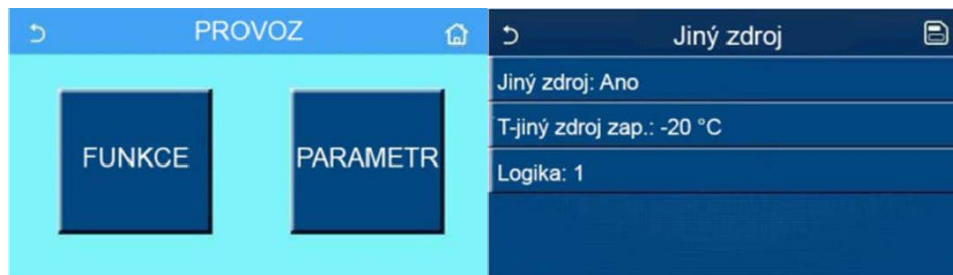 PROVOZ
FUNKCE
PARAMETR
Jiný zdroj
Jiný zdroj: Ano
T-jiný zdroj zap.: -20 °C
Logika: 1